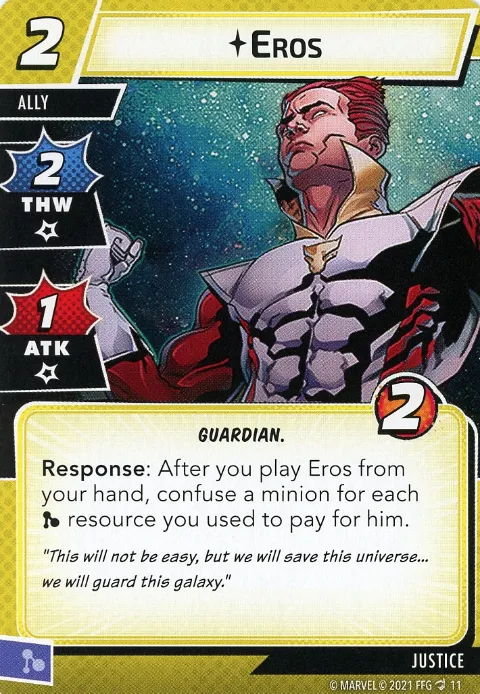 2
EROS
ALLY
2
THW
1
ATK
2
GUARDIAN.
Response: After you play Eros from
your hand, confuse a minion for each
resource you used to pay for him.
"This will not be easy, but we will save this universe...
we will guard this galaxy."
JUSTICE
© MARVEL © 2021 FFG 11